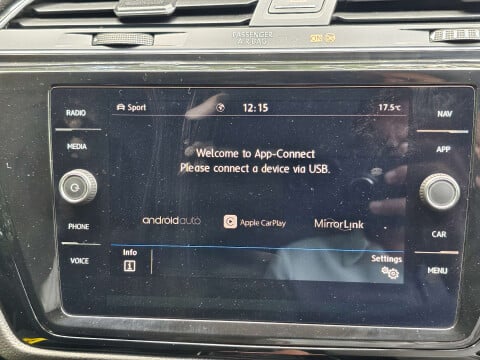 PASSENGER
AIR BAG
RADIO
MEDIA
PHONE
VOICE
Sport
12:15
17.5°C
Welcome to App-Connect
Please connect a device via USB.
androidauto
Apple CarPlay
MirrorLink
Info
Settings
NAV
APP
CAR
MENU